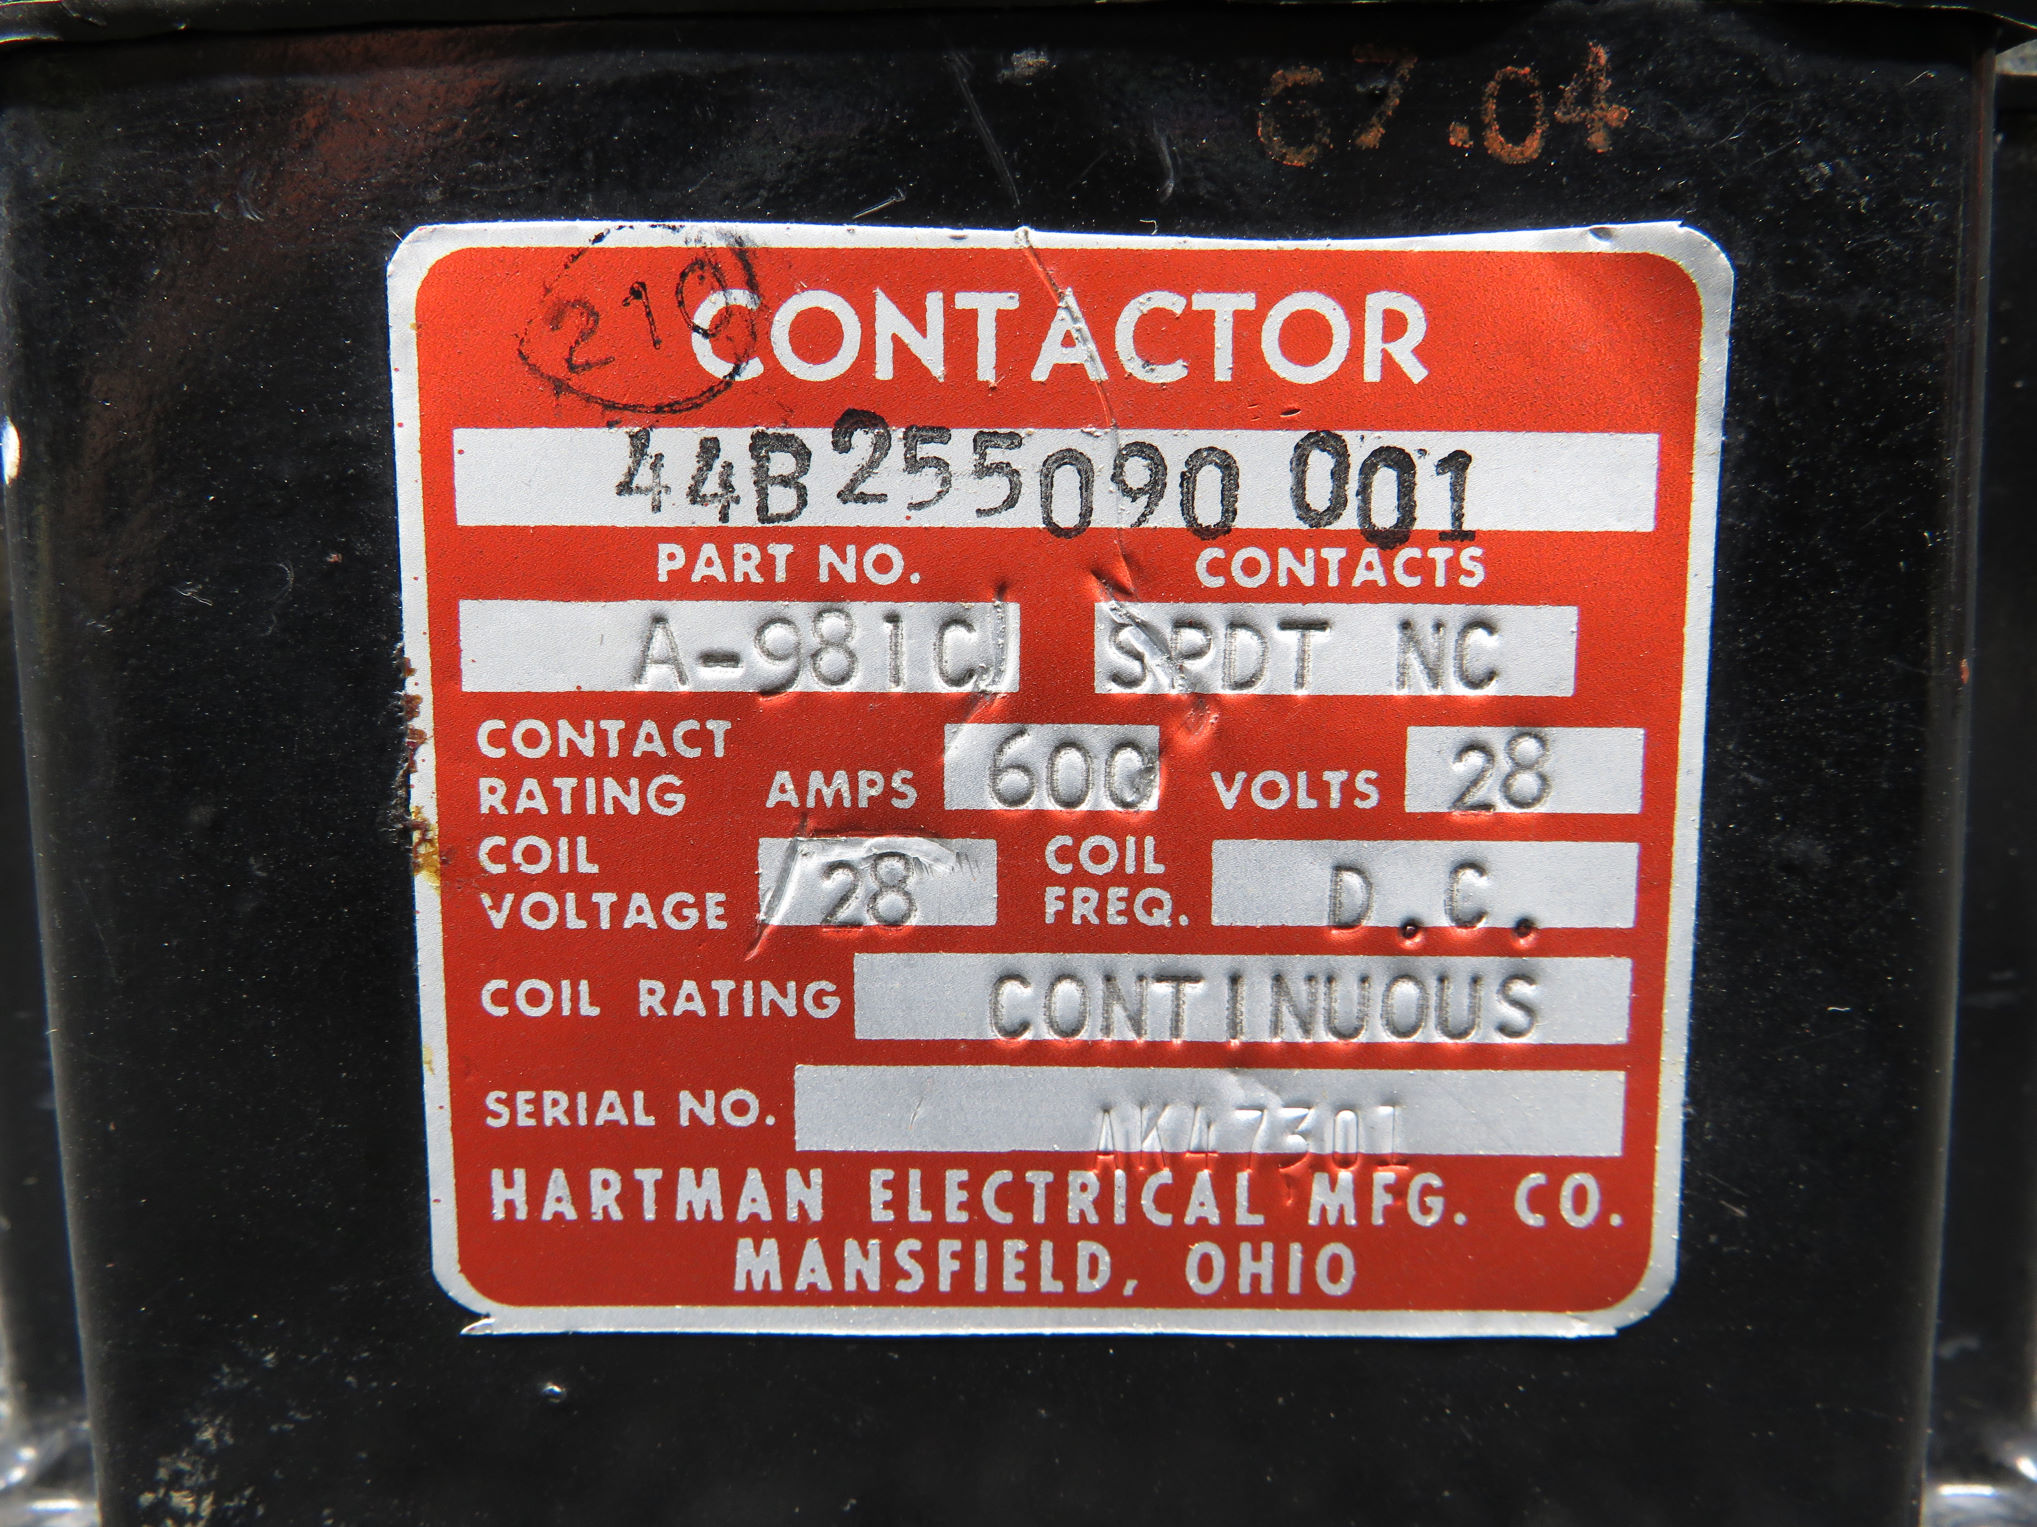 67.04
210
CONTACTOR
44B255090 001
PART NO. CONTACTS
A-981CJ SPDT NC
CONTACT RATING AMPS 600 VOLTS 28
COIL VOLTAGE 28 COIL FREQ. D.C.
COIL RATING CONTINUOUS
SERIAL NO. AK47301
HARTMAN ELECTRICAL MFG. CO.
MANSFIELD, OHIO